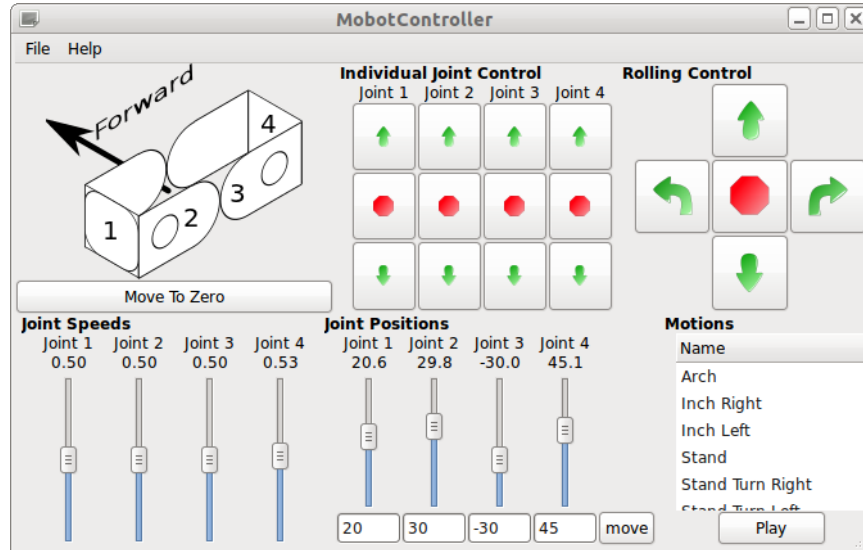 MobotController
File Help
Forward
1 2 3 4
Move To Zero
Individual Joint Control
Joint 1 Joint 2 Joint 3 Joint 4
Rolling Control
Joint Speeds
Joint 1 Joint 2 Joint 3 Joint 4
0.50 0.50 0.50 0.53
Joint Positions
Joint 1 Joint 2 Joint 3 Joint 4
20.6 29.8 -30.0 45.1
20 30 -30 45 move
Motions
Name
Arch
Inch Right
Inch Left
Stand
Stand Turn Right
Stand Turn Left
Play